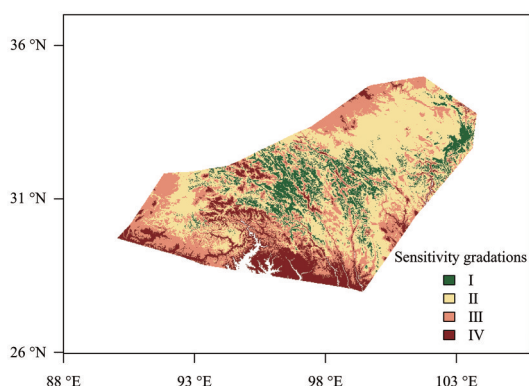 36 °N
31 °N
26 °N
Sensitivity gradations
I
II
III
IV
88 °E 93 °E 98 °E 103 °E